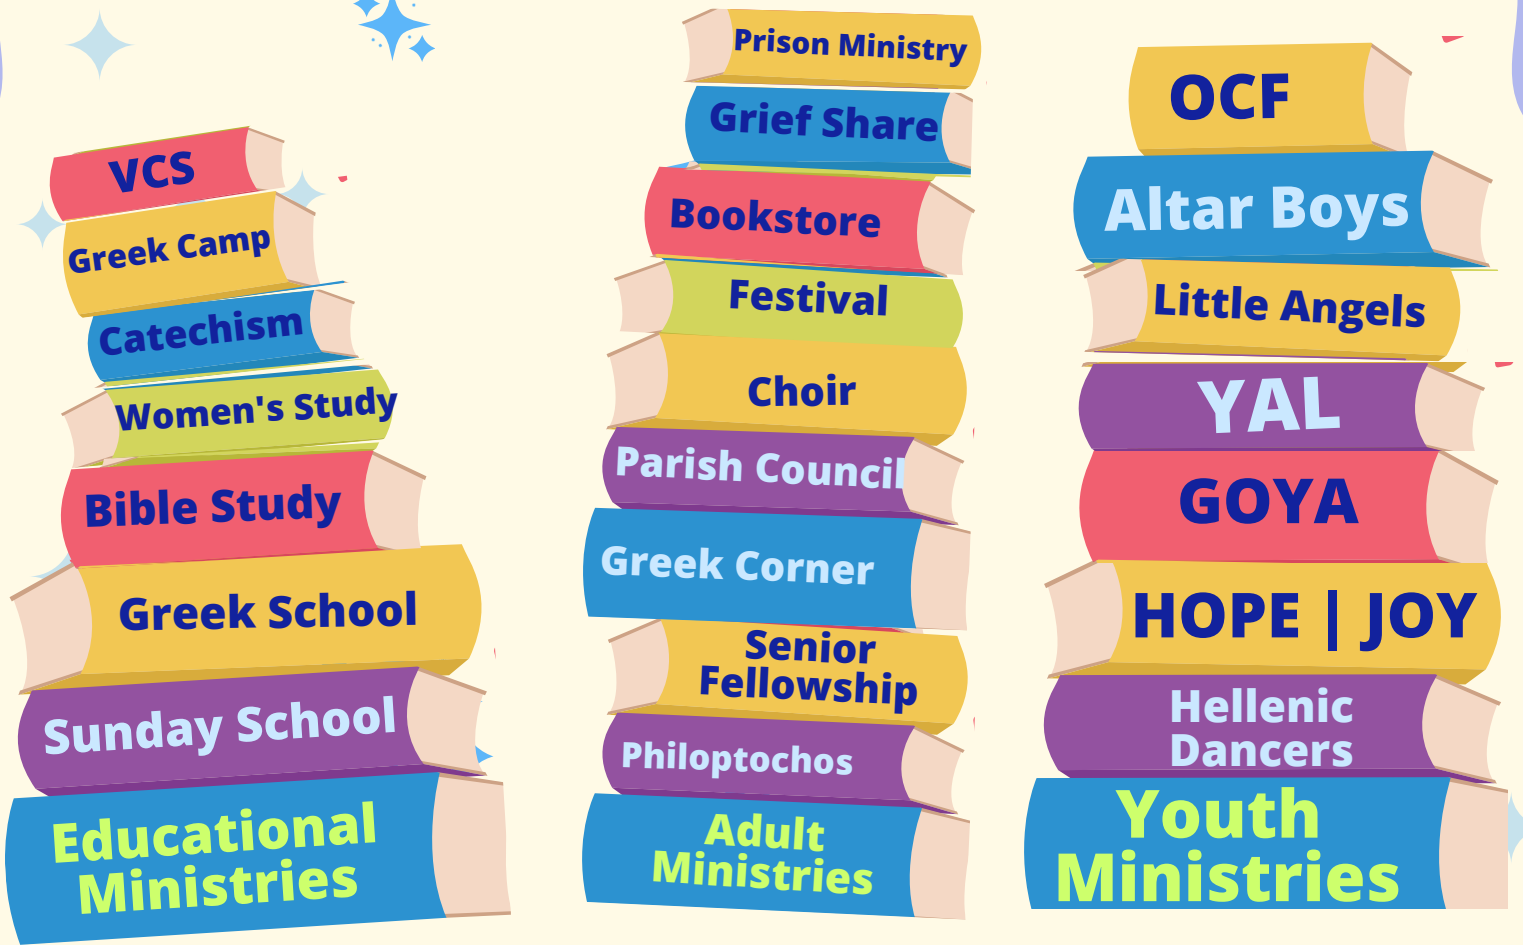 VCS
Greek Camp
Catechism
Women's Study
Bible Study
Greek School
Sunday School
Educational
Ministries
Prison Ministry
Grief Share
Bookstore
Festival
Choir
Parish Council
Greek Corner
Senior
Fellowship
Philoptochos
Adult
Ministries
OCF
Altar Boys
Little Angels
YAL
GOYA
HOPE | JOY
Hellenic
Dancers
Youth
Ministries